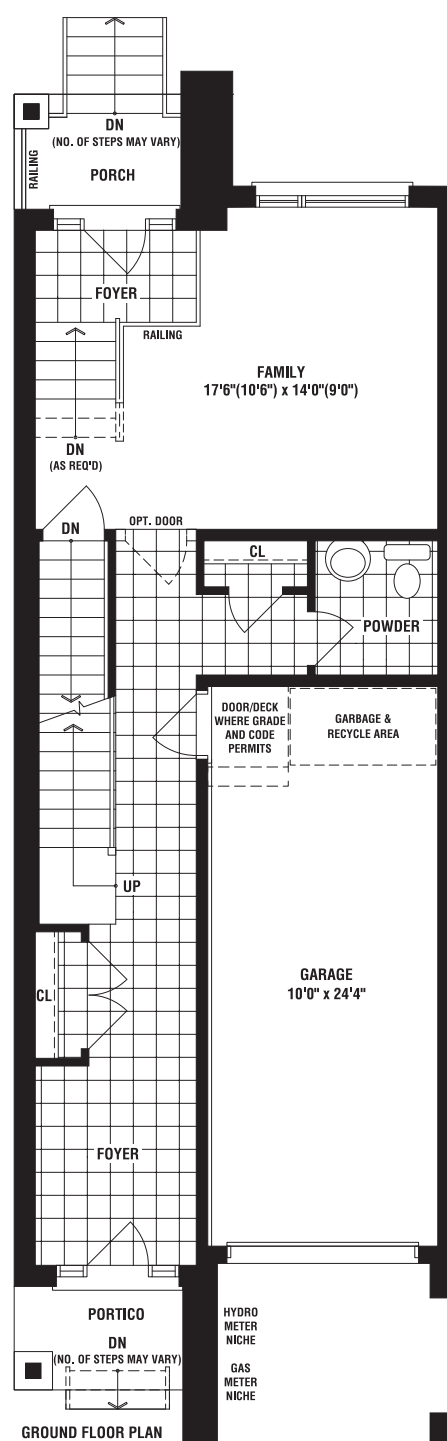 DN
(NO. OF STEPS MAY VARY)
RAILING
PORCH
FOYER
RAILING
FAMILY
17'6"(10'6") x 14'0"(9'0")
DN
(AS REQ'D)
DN
OPT. DOOR
CL
POWDER
DOOR/DECK
WHERE GRADE
AND CODE
PERMITS
GARBAGE &
RECYCLE AREA
UP
GARAGE
10'0" x 24'4"
CL
FOYER
PORTICO
DN
(NO. OF STEPS MAY VARY)
HYDRO
METER
NICHE
GAS
METER
NICHE
GROUND FLOOR PLAN